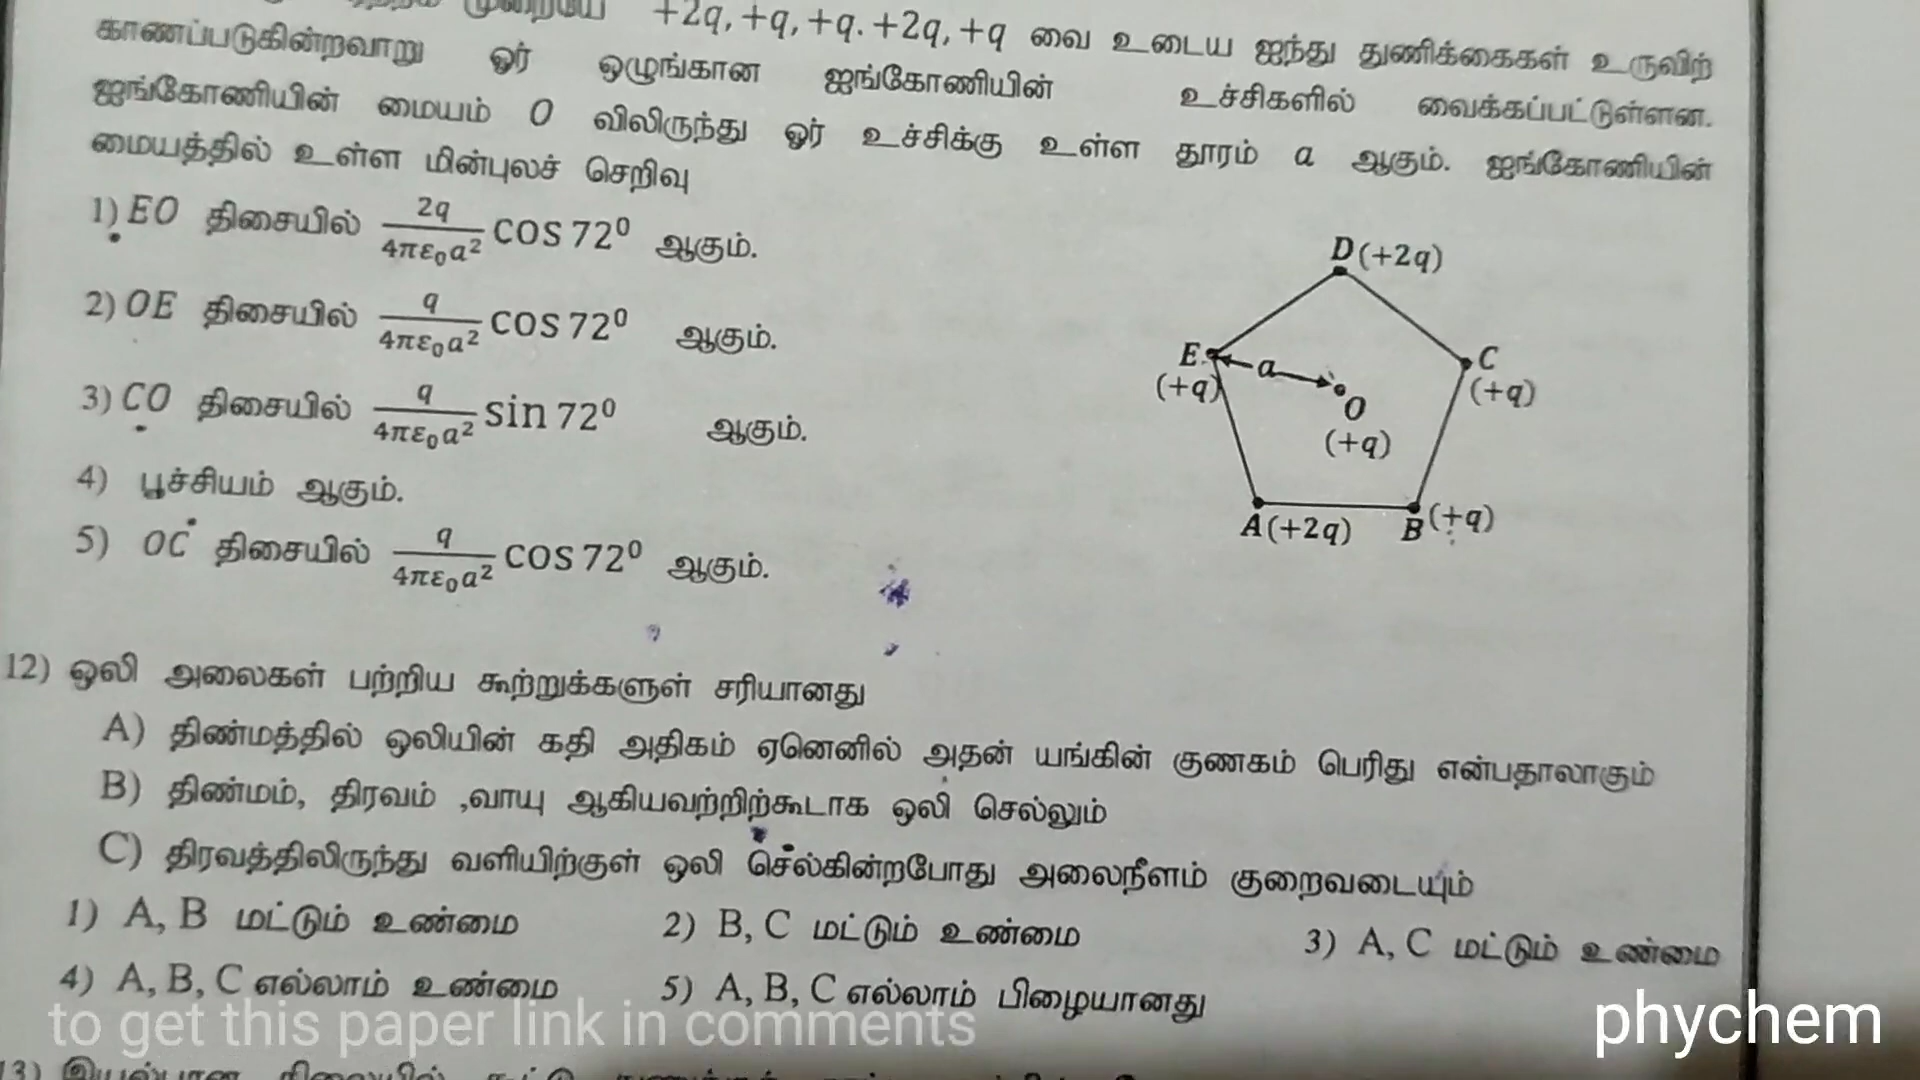 முறையே +2q, +q, +q. +2q, +q வை உடைய ஐந்து துணிக்கைகள் உருவிற்
காணப்படுகின்றவாறு ஓர் ஒழுங்கான ஐங்கோணியின் உச்சிகளில் வைக்கப்பட்டுள்ளன.
ஐங்கோணியின் மையம் O விலிருந்து ஓர் உச்சிக்கு உள்ள தூரம் a ஆகும். ஐங்கோணியின்
மையத்தில் உள்ள மின்புலச் செறிவு
1) EO திசையில் 2q/4πε₀a² COS 72⁰ ஆகும்.
2) OE திசையில் q/4πε₀a² COS 72⁰ ஆகும்.
3) CO திசையில் q/4πε₀a² sin 72⁰ ஆகும்.
4) பூச்சியம் ஆகும்.
5) OC திசையில் q/4πε₀a² COS 72⁰ ஆகும்.
D(+2q)
E
(+q)
a
C
(+q)
O
(+q)
A(+2q)
B(+q)
12) ஒலி அலைகள் பற்றிய கூற்றுக்களுள் சரியானது
A) திண்மத்தில் ஒலியின் கதி அதிகம் ஏனெனில் அதன் யங்கின் குணகம் பெரிது என்பதாலாகும்
B) திண்மம், திரவம் ,வாயு ஆகியவற்றிற்கூடாக ஒலி செல்லும்
C) திரவத்திலிருந்து வளியிற்குள் ஒலி செல்கின்றபோது அலைநீளம் குறைவடையும்
1) A, B மட்டும் உண்மை 2) B, C மட்டும் உண்மை 3) A, C மட்டும் உண்மை
4) A, B, C எல்லாம் உண்மை 5) A, B, C எல்லாம் பிழையானது
to get this paper link in comments
phychem
13)